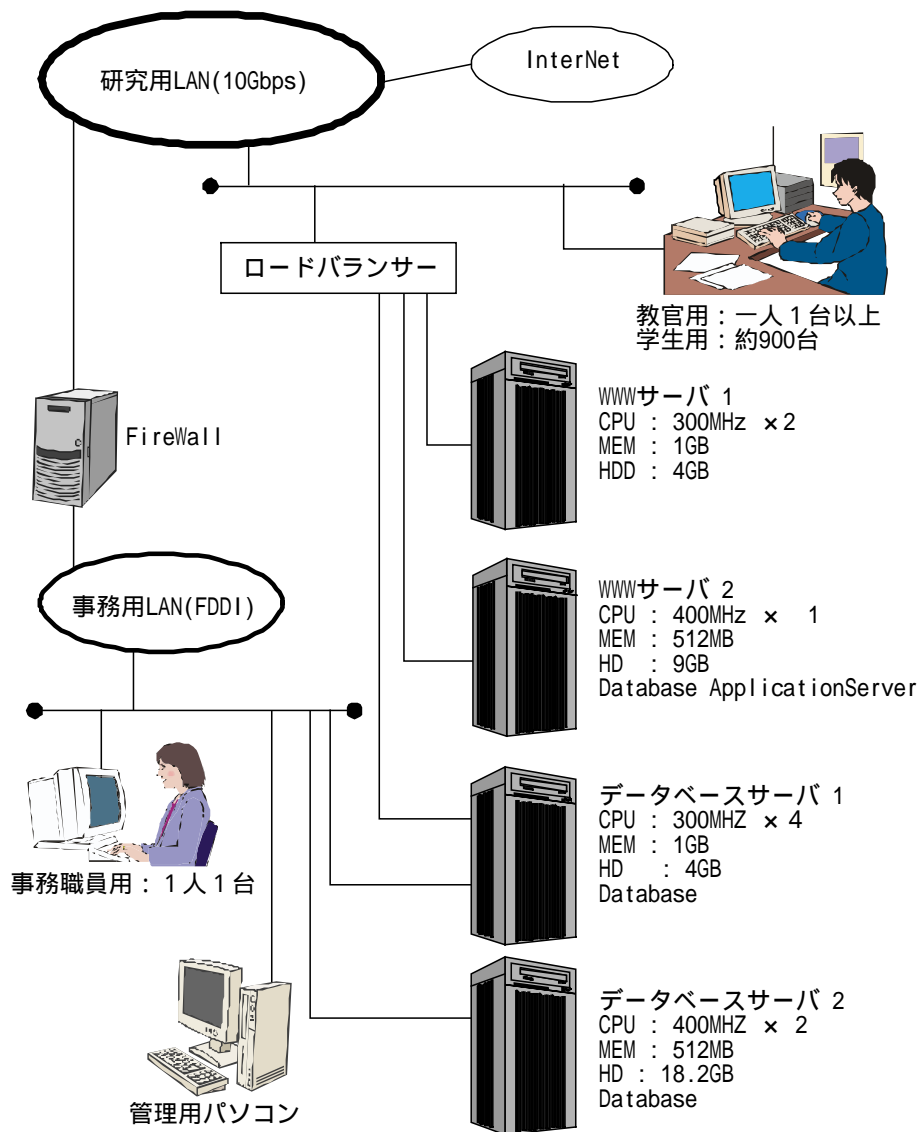 研究用LAN(10Gbps)
InterNet
ロードバランサー
教官用：一人１台以上
学生用：約900台
FireWall
WWWサーバ 1
CPU : 300MHz ×2
MEM : 1GB
HDD : 4GB
事務用LAN(FDDI)
WWWサーバ 2
CPU : 400MHz × 1
MEM : 512MB
HD : 9GB
Database ApplicationServer
事務職員用：１人１台
データベースサーバ 1
CPU : 300MHZ ×４
MEM : 1GB
HD : 4GB
Database
管理用パソコン
データベースサーバ 2
CPU : 400MHZ × 2
MEM : 512MB
HD : 18.2GB
Database